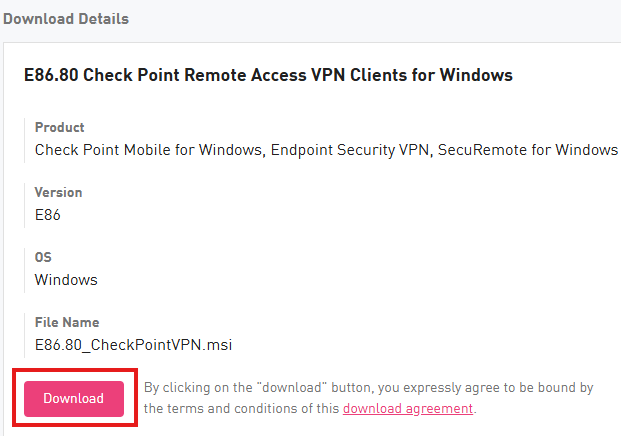 Download Details
E86.80 Check Point Remote Access VPN Clients for Windows
Product
Check Point Mobile for Windows, Endpoint Security VPN, SecuRemote for Windows
Version
E86
OS
Windows
File Name
E86.80_CheckPointVPN.msi
Download
By clicking on the "download" button, you expressly agree to be bound by
the terms and conditions of this download agreement.